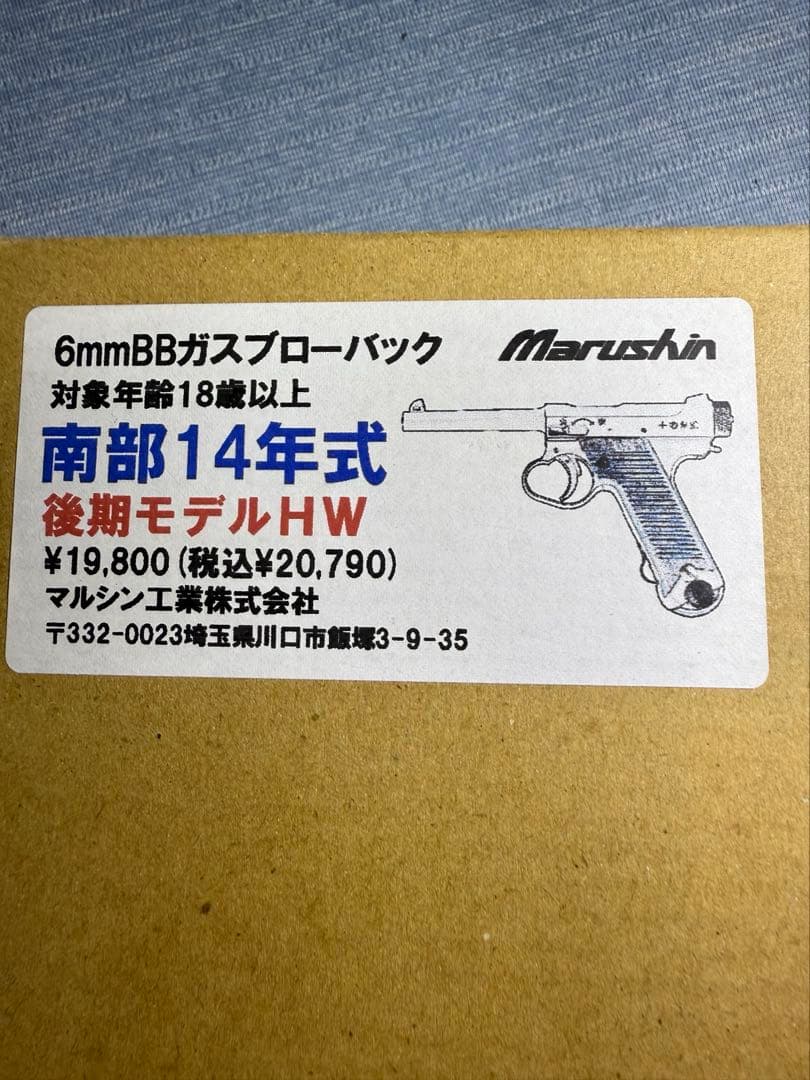 6mmBBガスブローバック
Marushin
対象年齢18歳以上
南部14年式
後期モデルHW
¥19,800(税込¥20,790)
マルシン工業株式会社
〒332-0023埼玉県川口市飯塚3-9-35